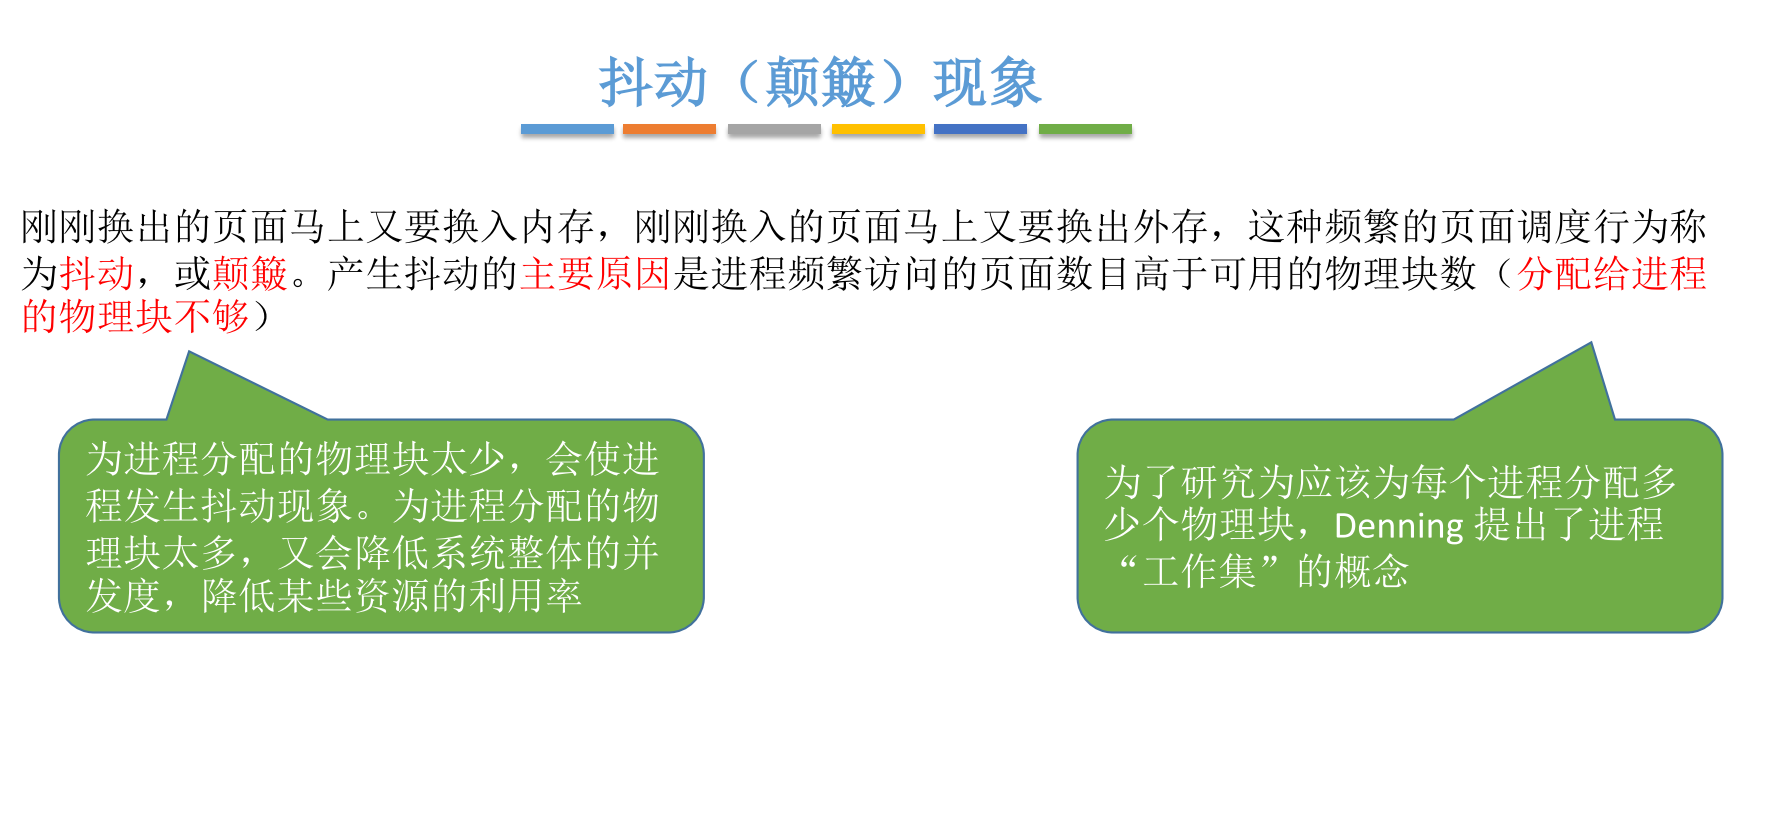 抖动（颠簸）现象
刚刚换出的页面马上又要换入内存，刚刚换入的页面马上又要换出外存，这种频繁的页面调度行为称
为抖动，或颠簸。产生抖动的主要原因是进程频繁访问的页面数目高于可用的物理块数（分配给进程
的物理块不够）
为进程分配的物理块太少，会使进
程发生抖动现象。为进程分配的物
理块太多，又会降低系统整体的并
发度，降低某些资源的利用率
为了研究为应该为每个进程分配多
少个物理块，Denning 提出了进程
“工作集”的概念